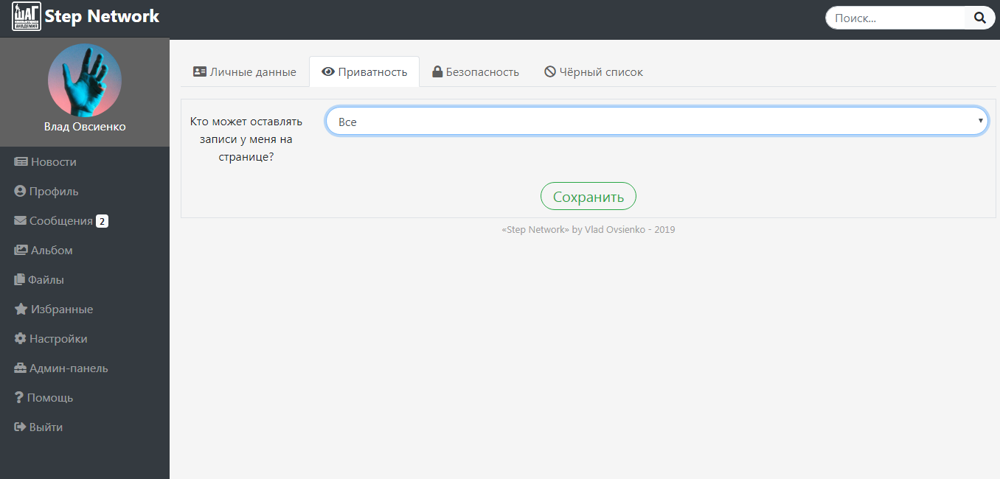 ШАГ
АКАДЕМИЯ
Step Network
Поиск...
Влад Овсиенко
Новости
Профиль
Сообщения 2
Альбом
Файлы
Избранные
Настройки
Админ-панель
Помощь
Выйти
Личные данные
Приватность
Безопасность
Чёрный список
Кто может оставлять
записи у меня на
странице?
Все
Сохранить
«Step Network» by Vlad Ovsienko - 2019